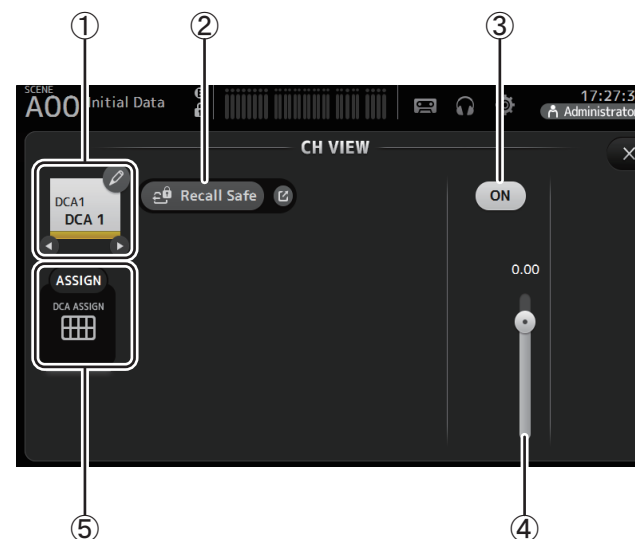 ① ② ③
SCENE
A00 Initial Data
17:27:3
Administrator
CH VIEW
DCA1
DCA 1
Recall Safe
ON
0.00
ASSIGN
DCA ASSIGN
⑤ ④